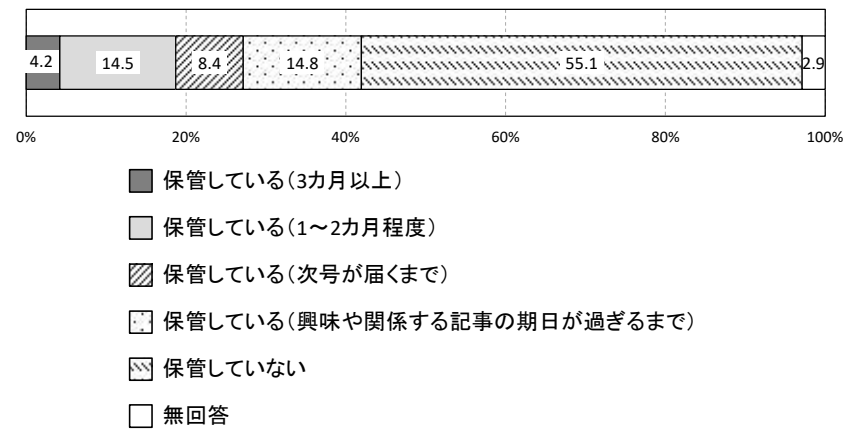 4.2 14.5 8.4 14.8 55.1 2.9
0% 20% 40% 60% 80% 100%
保管している(3カ月以上)
保管している(1～2カ月程度)
保管している(次号が届くまで)
保管している(興味や関係する記事の期日が過ぎるまで)
保管していない
無回答